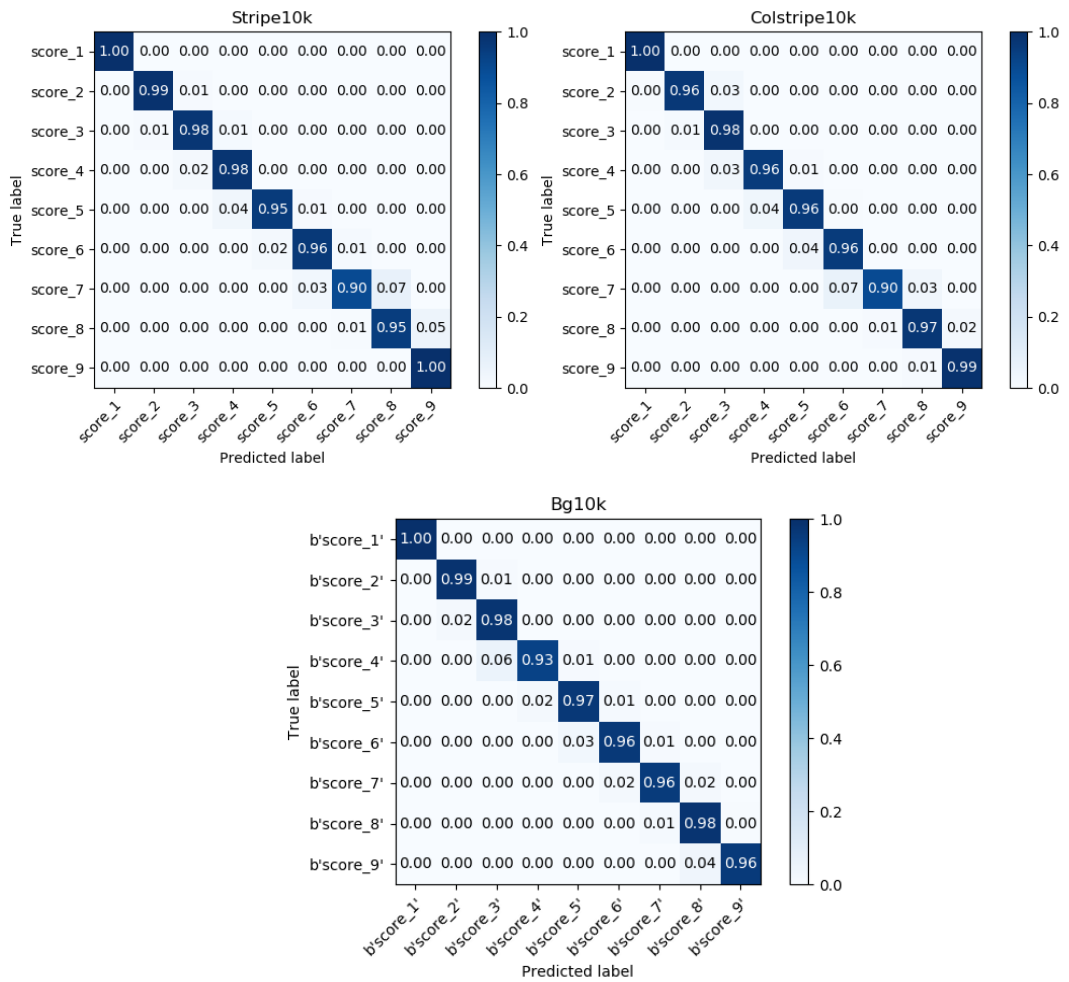 Stripe10k
score_1 1.00 0.00 0.00 0.00 0.00 0.00 0.00 0.00 0.00
score_2 0.00 0.99 0.01 0.00 0.00 0.00 0.00 0.00 0.00
score_3 0.00 0.01 0.98 0.01 0.00 0.00 0.00 0.00 0.00
score_4 0.00 0.00 0.02 0.98 0.00 0.00 0.00 0.00 0.00
score_5 0.00 0.00 0.00 0.04 0.95 0.01 0.00 0.00 0.00
score_6 0.00 0.00 0.00 0.00 0.02 0.96 0.01 0.00 0.00
score_7 0.00 0.00 0.00 0.00 0.00 0.03 0.90 0.07 0.00
score_8 0.00 0.00 0.00 0.00 0.00 0.00 0.01 0.95 0.05
score_9 0.00 0.00 0.00 0.00 0.00 0.00 0.00 0.00 1.00
True label
score_1 score_2 score_3 score_4 score_5 score_6 score_7 score_8 score_9
Predicted label
1.0
0.8
0.6
0.4
0.2
0.0
Colstripe10k
score_1 1.00 0.00 0.00 0.00 0.00 0.00 0.00 0.00 0.00
score_2 0.00 0.96 0.03 0.00 0.00 0.00 0.00 0.00 0.00
score_3 0.00 0.01 0.98 0.00 0.00 0.00 0.00 0.00 0.00
score_4 0.00 0.00 0.03 0.96 0.01 0.00 0.00 0.00 0.00
score_5 0.00 0.00 0.00 0.04 0.96 0.00 0.00 0.00 0.00
score_6 0.00 0.00 0.00 0.00 0.04 0.96 0.00 0.00 0.00
score_7 0.00 0.00 0.00 0.00 0.00 0.07 0.90 0.03 0.00
score_8 0.00 0.00 0.00 0.00 0.00 0.00 0.01 0.97 0.02
score_9 0.00 0.00 0.00 0.00 0.00 0.00 0.00 0.01 0.99
True label
score_1 score_2 score_3 score_4 score_5 score_6 score_7 score_8 score_9
Predicted label
1.0
0.8
0.6
0.4
0.2
0.0
Bg10k
b'score_1' 1.00 0.00 0.00 0.00 0.00 0.00 0.00 0.00 0.00
b'score_2' 0.00 0.99 0.01 0.00 0.00 0.00 0.00 0.00 0.00
b'score_3' 0.00 0.02 0.98 0.00 0.00 0.00 0.00 0.00 0.00
b'score_4' 0.00 0.00 0.06 0.93 0.01 0.00 0.00 0.00 0.00
b'score_5' 0.00 0.00 0.00 0.02 0.97 0.01 0.00 0.00 0.00
b'score_6' 0.00 0.00 0.00 0.00 0.03 0.96 0.01 0.00 0.00
b'score_7' 0.00 0.00 0.00 0.00 0.00 0.02 0.96 0.02 0.00
b'score_8' 0.00 0.00 0.00 0.00 0.00 0.00 0.01 0.98 0.00
b'score_9' 0.00 0.00 0.00 0.00 0.00 0.00 0.00 0.04 0.96
True label
b'score_1' b'score_2' b'score_3' b'score_4' b'score_5' b'score_6' b'score_7' b'score_8' b'score_9'
Predicted label
1.0
0.8
0.6
0.4
0.2
0.0